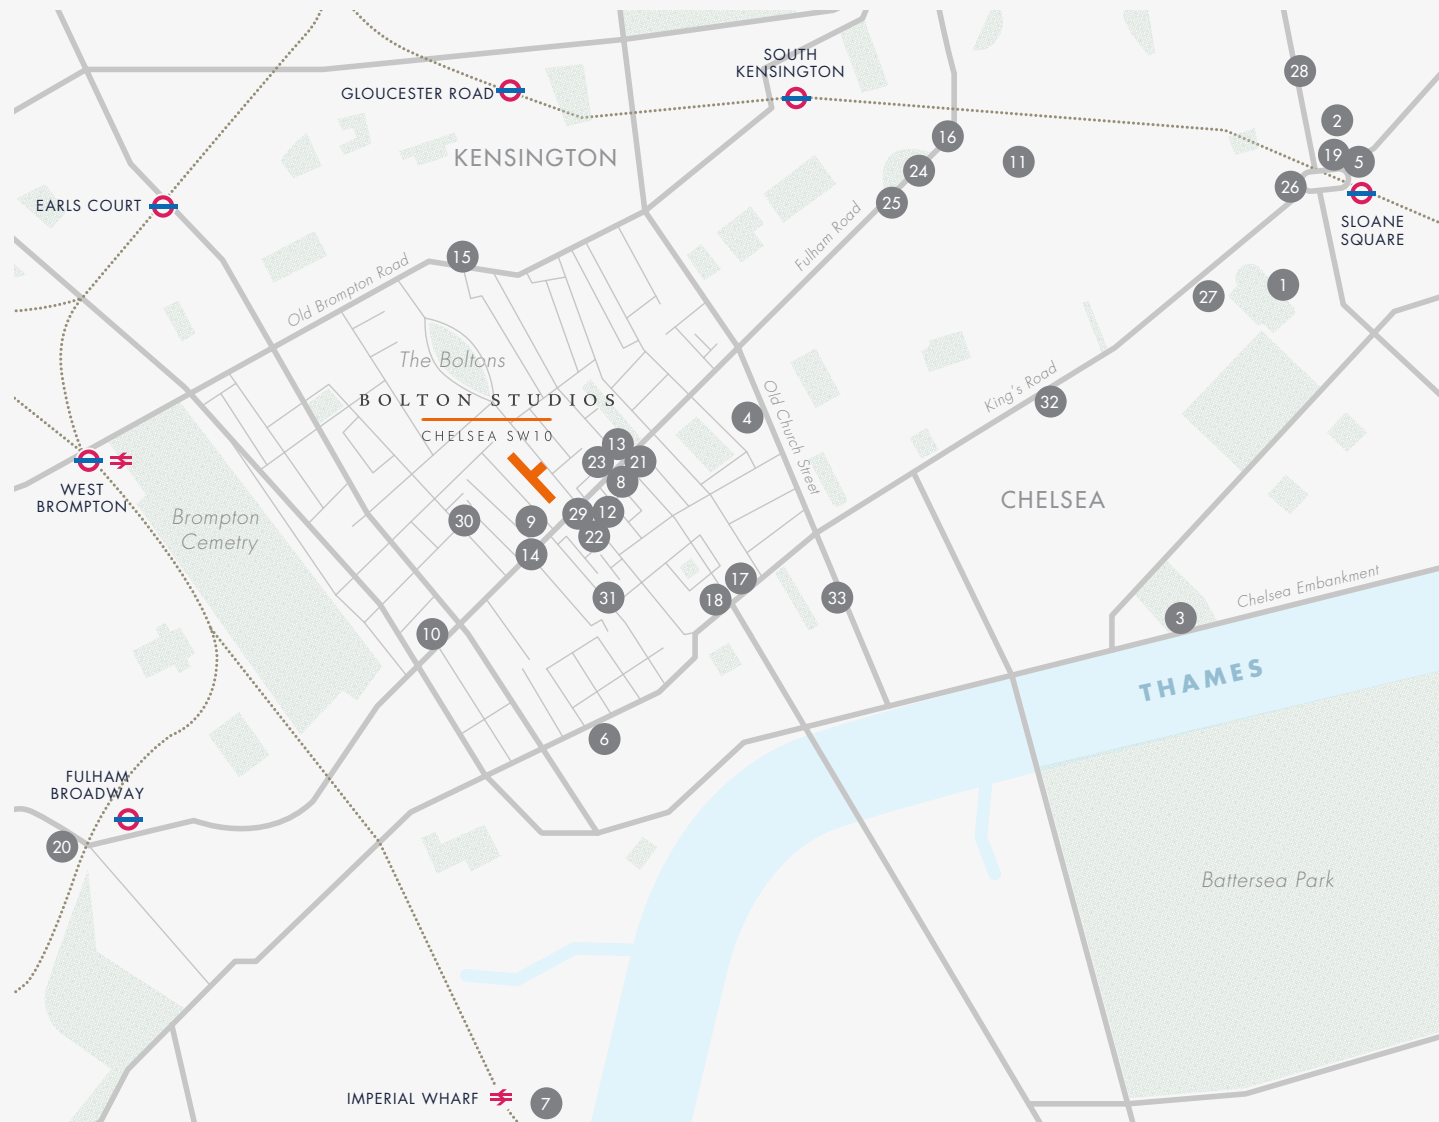 SOUTH
KENSINGTON
GLOUCESTER ROAD
28
2
16
19
5
11
KENSINGTON
24
26
25
EARLS COURT
SLOANE
SQUARE
Fulham Road
15
Old Brompton Road
27
1
The Boltons
King's Road
BOLTON STUDIOS
32
4
CHELSEA SW10
Old Church Street
13
23
21
8
WEST
BROMPTON
CHELSEA
Brompton
Cemetry
30
9
29
12
22
14
17
18
31
33
Chelsea Embankment
3
10
THAMES
6
FULHAM
BROADWAY
20
Battersea Park
IMPERIAL WHARF
7